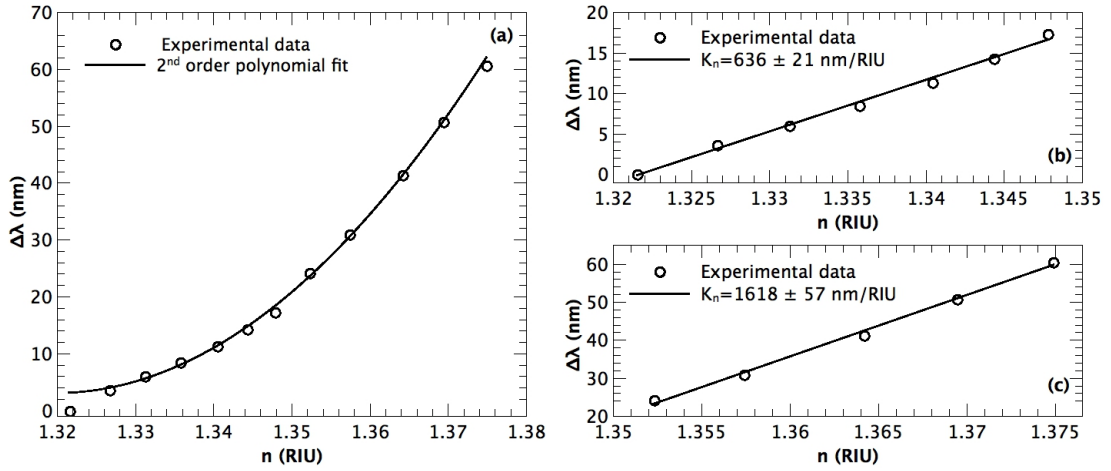 (a)
Experimental data
2nd order polynomial fit
70
60
50
40
30
20
10
0
Δλ (nm)
1.32 1.33 1.34 1.35 1.36 1.37 1.38
n (RIU)
Experimental data
Kn=636 ± 21 nm/RIU
20
15
10
5
0
Δλ (nm)
(b)
1.32 1.325 1.33 1.335 1.34 1.345 1.35
n (RIU)
Experimental data
Kn=1618 ± 57 nm/RIU
60
50
40
30
20
Δλ (nm)
(c)
1.35 1.355 1.36 1.365 1.37 1.375
n (RIU)